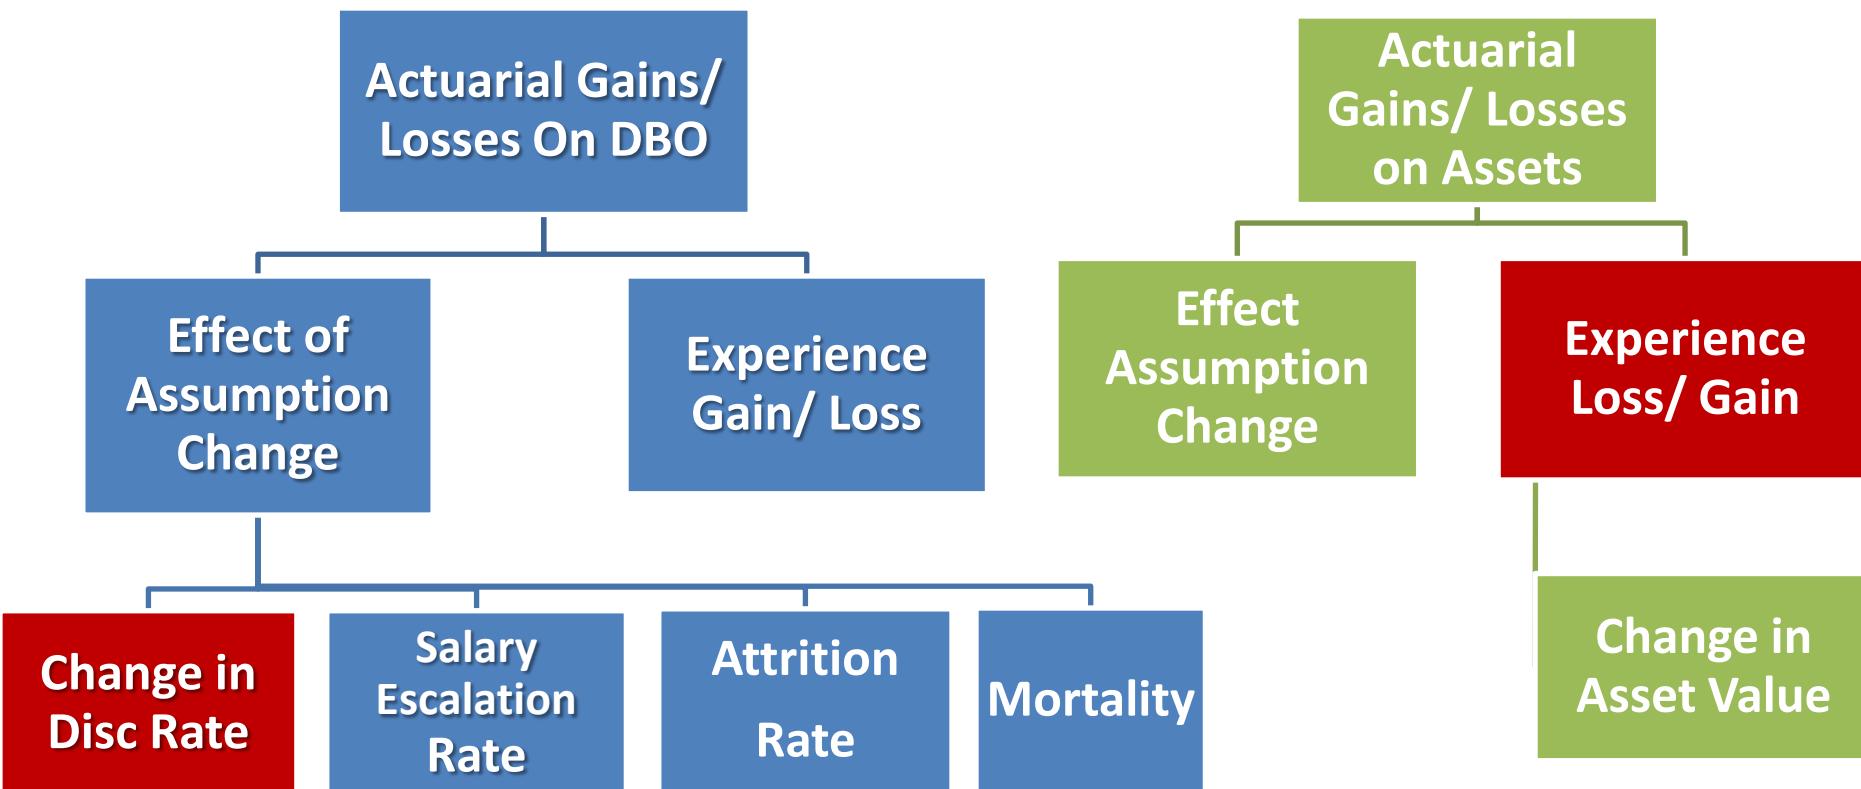 Actuarial Gains/
Losses On DBO
Actuarial
Gains/ Losses
on Assets
Effect of
Assumption
Change
Experience
Gain/ Loss
Effect
Assumption
Change
Experience
Loss/ Gain
Change in
Disc Rate
Salary
Escalation
Rate
Attrition
Rate
Mortality
Change in
Asset Value